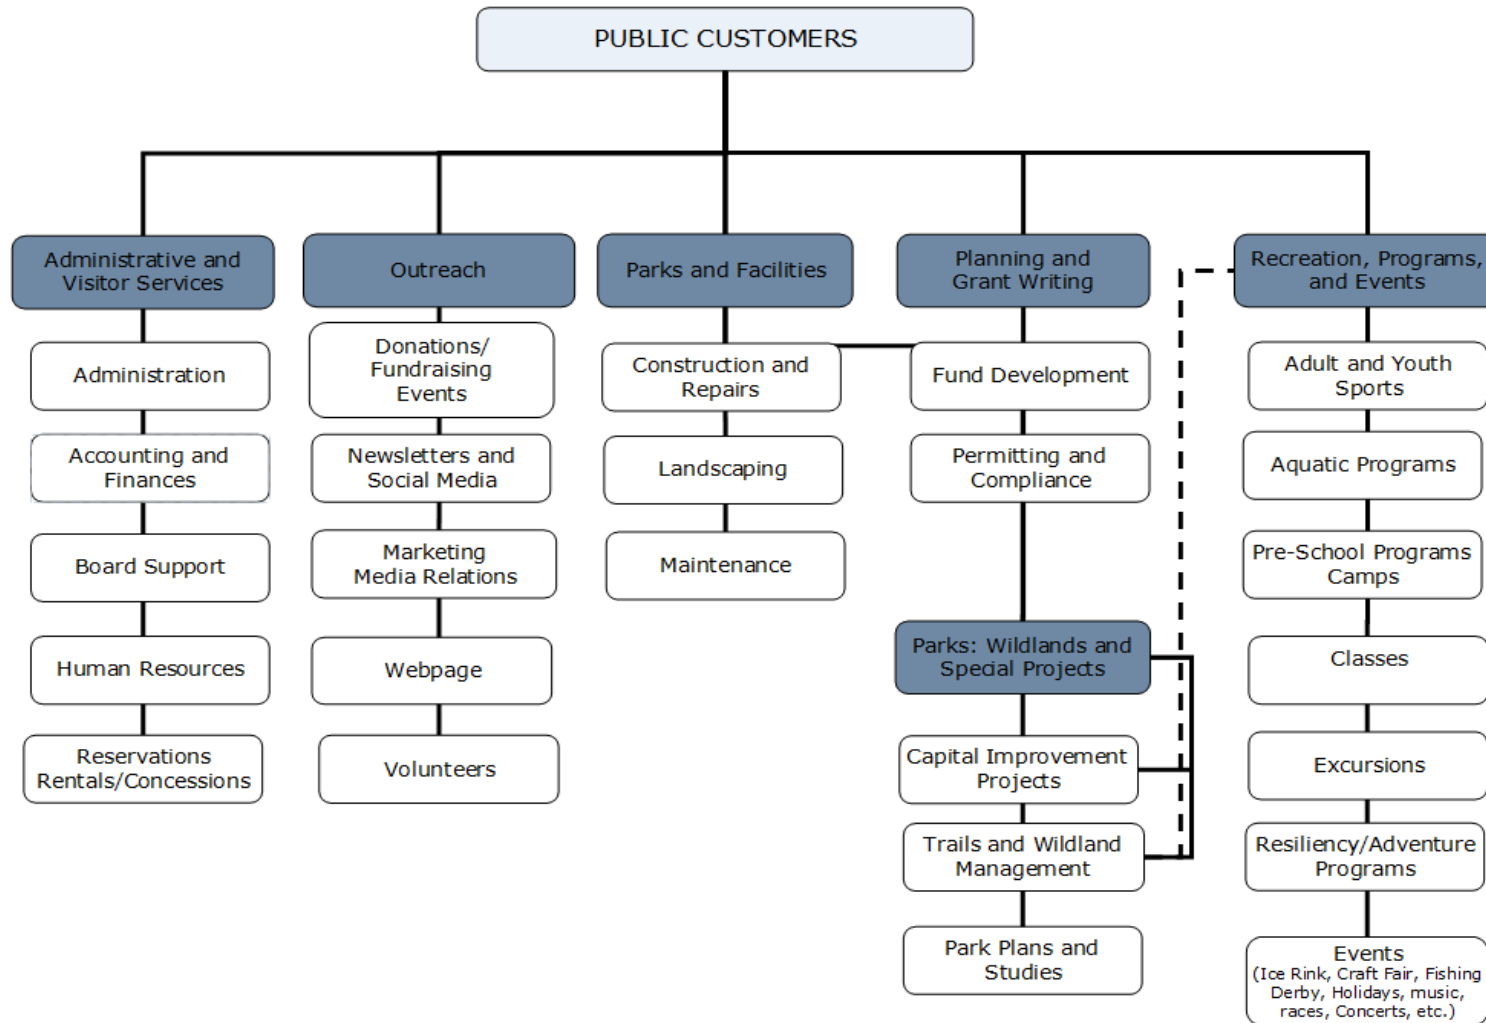 PUBLIC CUSTOMERS
Administrative and
Visitor Services
Administration
Accounting and
Finances
Board Support
Human Resources
Reservations
Rentals/Concessions
Outreach
Donations/
Fundraising
Events
Newsletters and
Social Media
Marketing
Media Relations
Webpage
Volunteers
Parks and Facilities
Construction and
Repairs
Landscaping
Maintenance
Planning and
Grant Writing
Fund Development
Permitting and
Compliance
Parks: Wildlands and
Special Projects
Capital Improvement
Projects
Trails and Wildland
Management
Park Plans and
Studies
Recreation, Programs,
and Events
Adult and Youth
Sports
Aquatic Programs
Pre-School Programs
Camps
Classes
Excursions
Resiliency/Adventure
Programs
Events
(Ice Rink, Craft Fair, Fishing
Derby, Holidays, music,
races, Concerts, etc.)